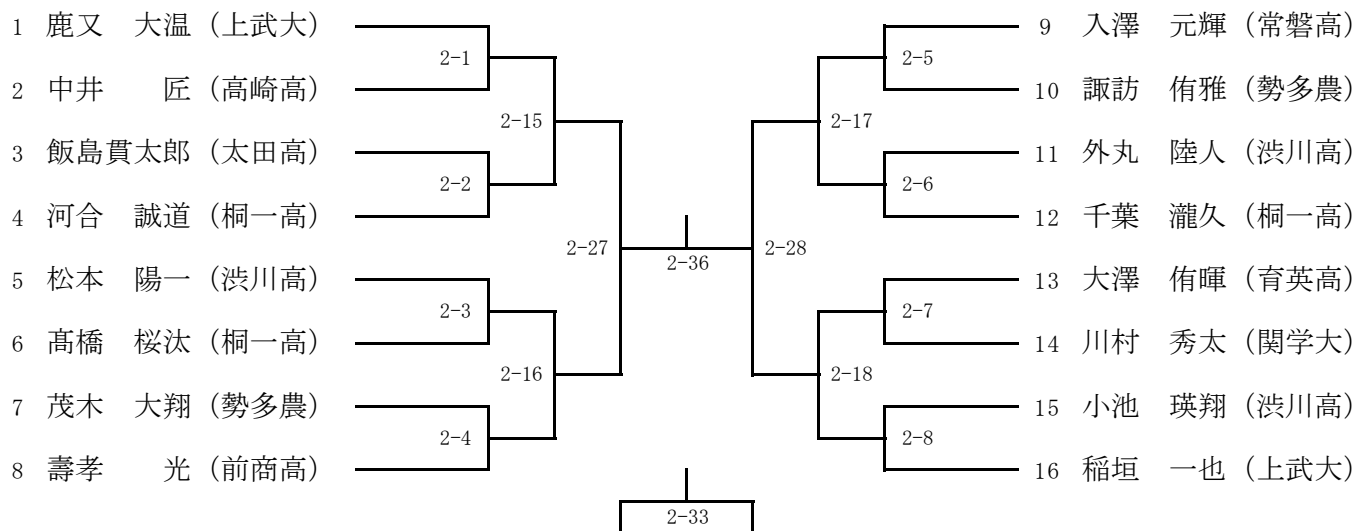 1 鹿又 大温 (上武大)
2 中井 匠 (高崎高)
3 飯島貫太郎 (太田高)
4 河合 誠道 (桐一高)
5 松本 陽一 (渋川高)
6 髙橋 桜汰 (桐一高)
7 茂木 大翔 (勢多農)
8 壽孝 光 (前商高)
2-1
2-2
2-3
2-4
2-15
2-16
2-27
2-36
2-33
2-28
2-17
2-18
2-5
2-6
2-7
2-8
9 入澤 元輝 (常磐高)
10 諏訪 侑雅 (勢多農)
11 外丸 陸人 (渋川高)
12 千葉 瀧久 (桐一高)
13 大澤 侑暉 (育英高)
14 川村 秀太 (関学大)
15 小池 瑛翔 (渋川高)
16 稲垣 一也 (上武大)